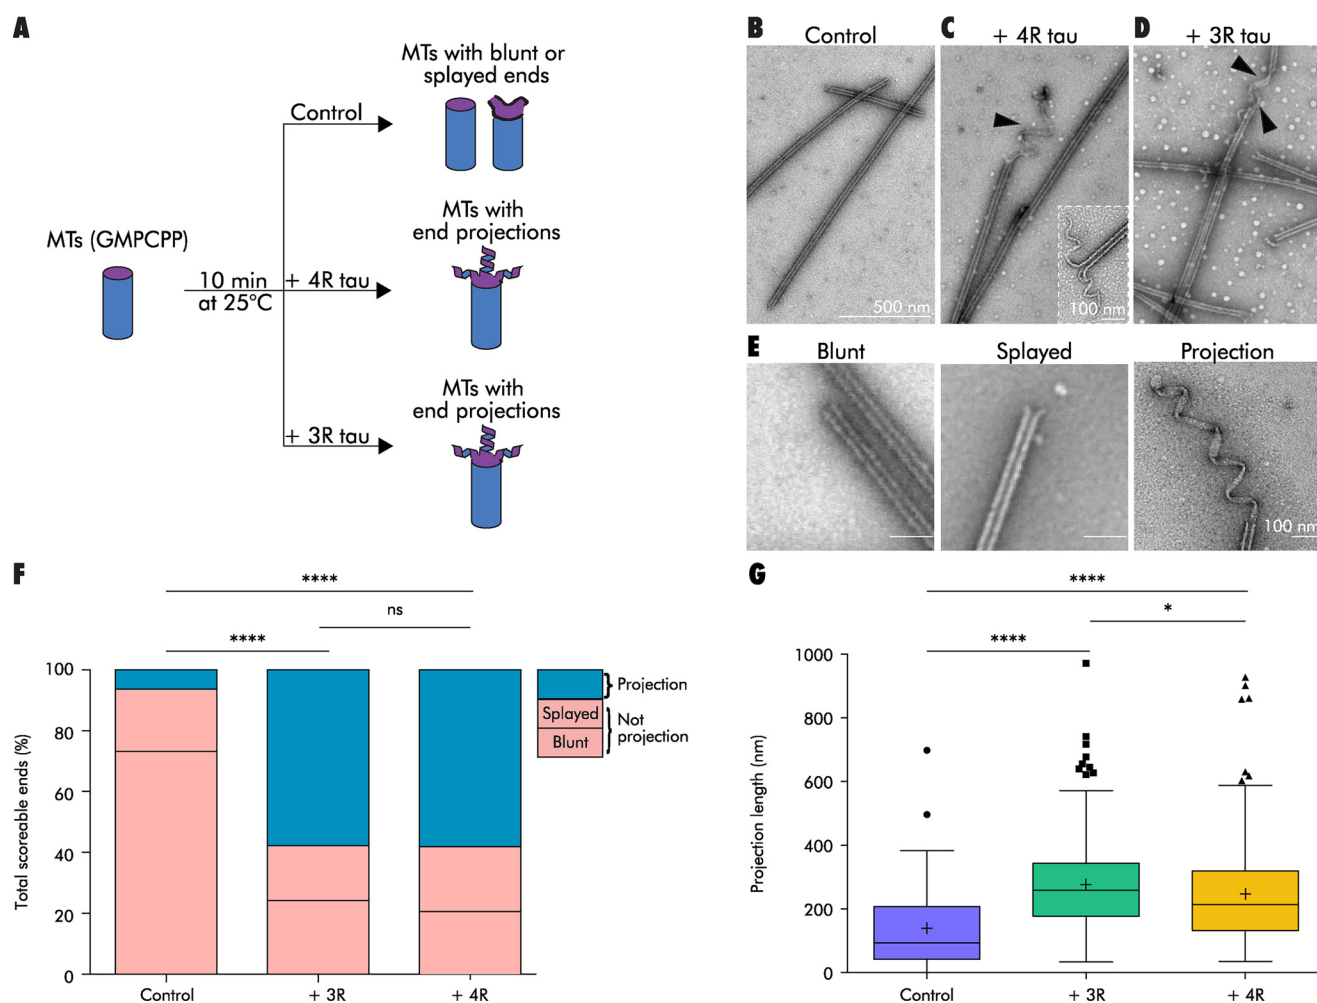 A
MTs (GMPCPP)
10 min
at 25°C
Control
+ 4R tau
+ 3R tau
MTs with blunt or
splayed ends
MTs with
end projections
MTs with
end projections
B
Control
500 nm
C
+ 4R tau
100 nm
D
+ 3R tau
E
Blunt
Splayed
Projection
100 nm
F
****
ns
****
Total scoreable ends (%)
100
80
60
40
20
0
Control
+ 3R
+ 4R
Projection
Splayed
Blunt
Not
projection
G
****
*
****
Projection length (nm)
1000
800
600
400
200
0
Control
+ 3R
+ 4R